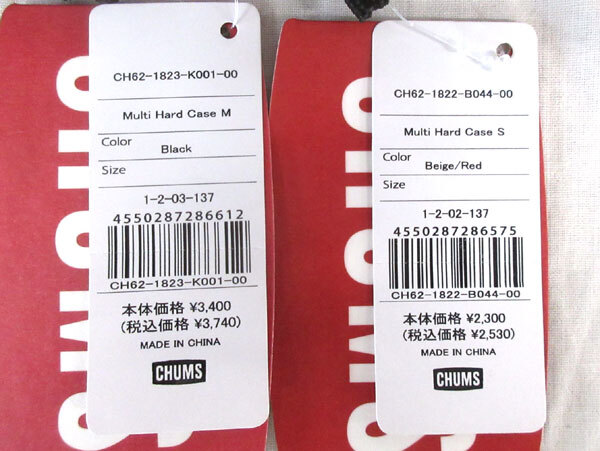 CH62-1823-K001-00
Multi Hard Case M
Color
Black
Size
1-2-03-137
4550287286612
CH62-1823-K001-00
本体価格 ¥3,400
(税込価格 ¥3,740)
MADE IN CHINA
CHUMS
CH62-1822-B044-00
Multi Hard Case S
Color
Beige/Red
Size
1-2-02-137
4550287286575
CH62-1822-B044-00
本体価格 ¥2,300
(税込価格 ¥2,530)
MADE IN CHINA
CHUMS
CHUMS
CHUMS